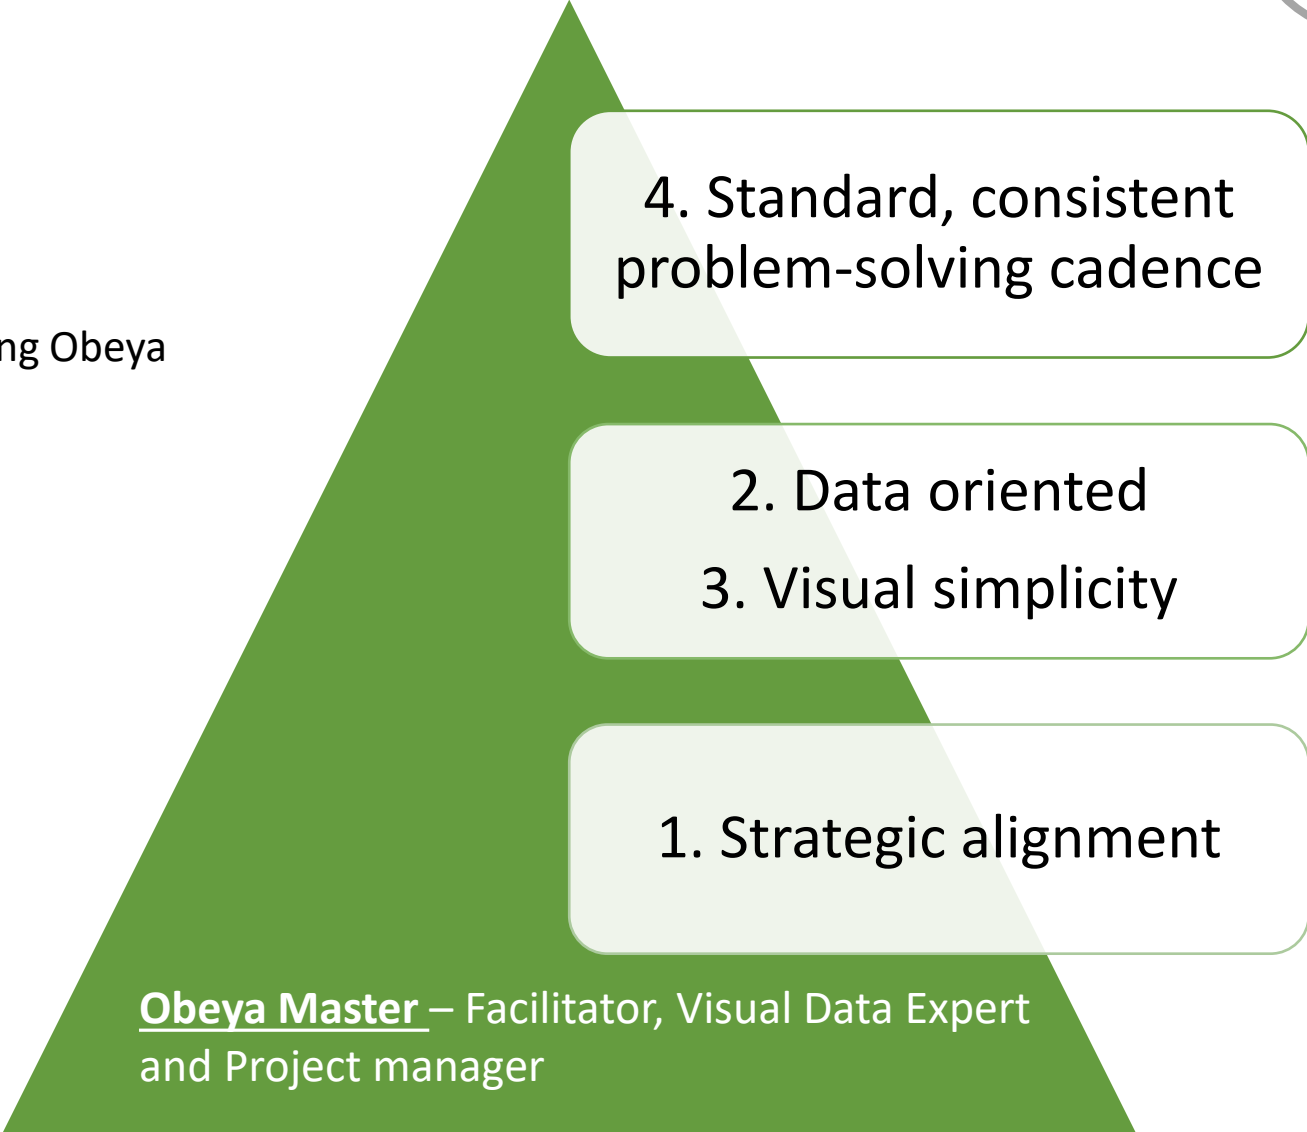 4. Standard, consistent
problem-solving cadence
ng Obeya
2. Data oriented
3. Visual simplicity
1. Strategic alignment
Obeya Master – Facilitator, Visual Data Expert
and Project manager